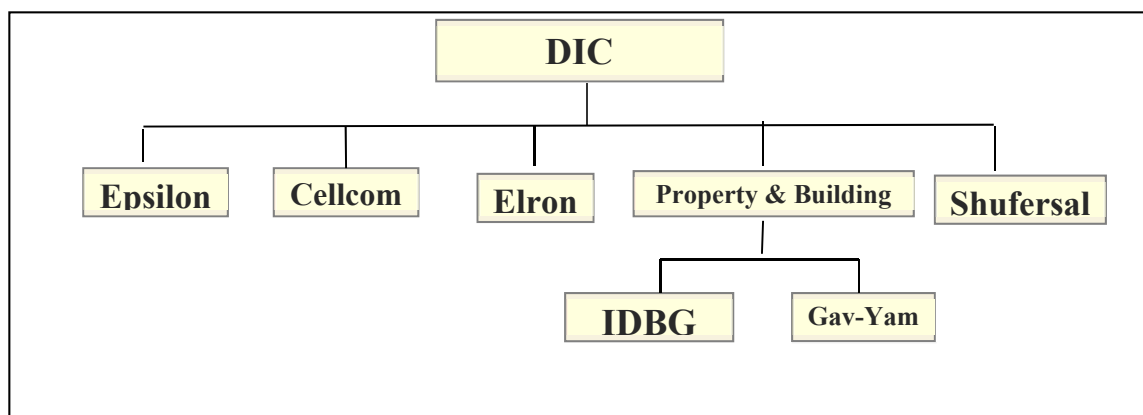 DIC
Epsilon
Cellcom
Elron
Property & Building
Shufersal
IDBG
Gav-Yam